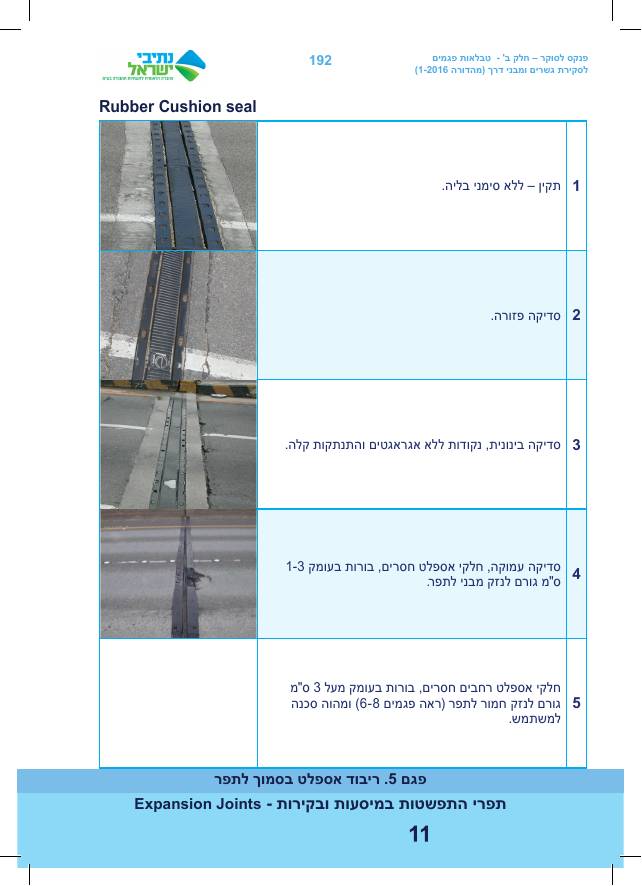 פנקס לסוקר – חלק ב' - טבלאות פגמים
לסקירת גשרים ומבני דרך (מהדורה 1-2016)
192
נתיבי
ישראל
Rubber Cushion seal
1
תקין – ללא סימני בליה.
2
סדיקה פזורה.
3
סדיקה בינונית, נקודות ללא אגראגטים והתנתקות קלה.
4
סדיקה עמוקה, חלקי אספלט חסרים, בורות בעומק 1-3
ס"מ גורם לנזק מבני לתפר.
5
חלקי אספלט רחבים חסרים, בורות בעומק מעל 3 ס"מ
גורם לנזק חמור לתפר (ראה פגמים 6-8) ומהוה סכנה
למשתמש.
פגם 5. ריבוד אספלט בסמוך לתפר
תפרי התפשטות במיסעות ובקירות - Expansion Joints
11